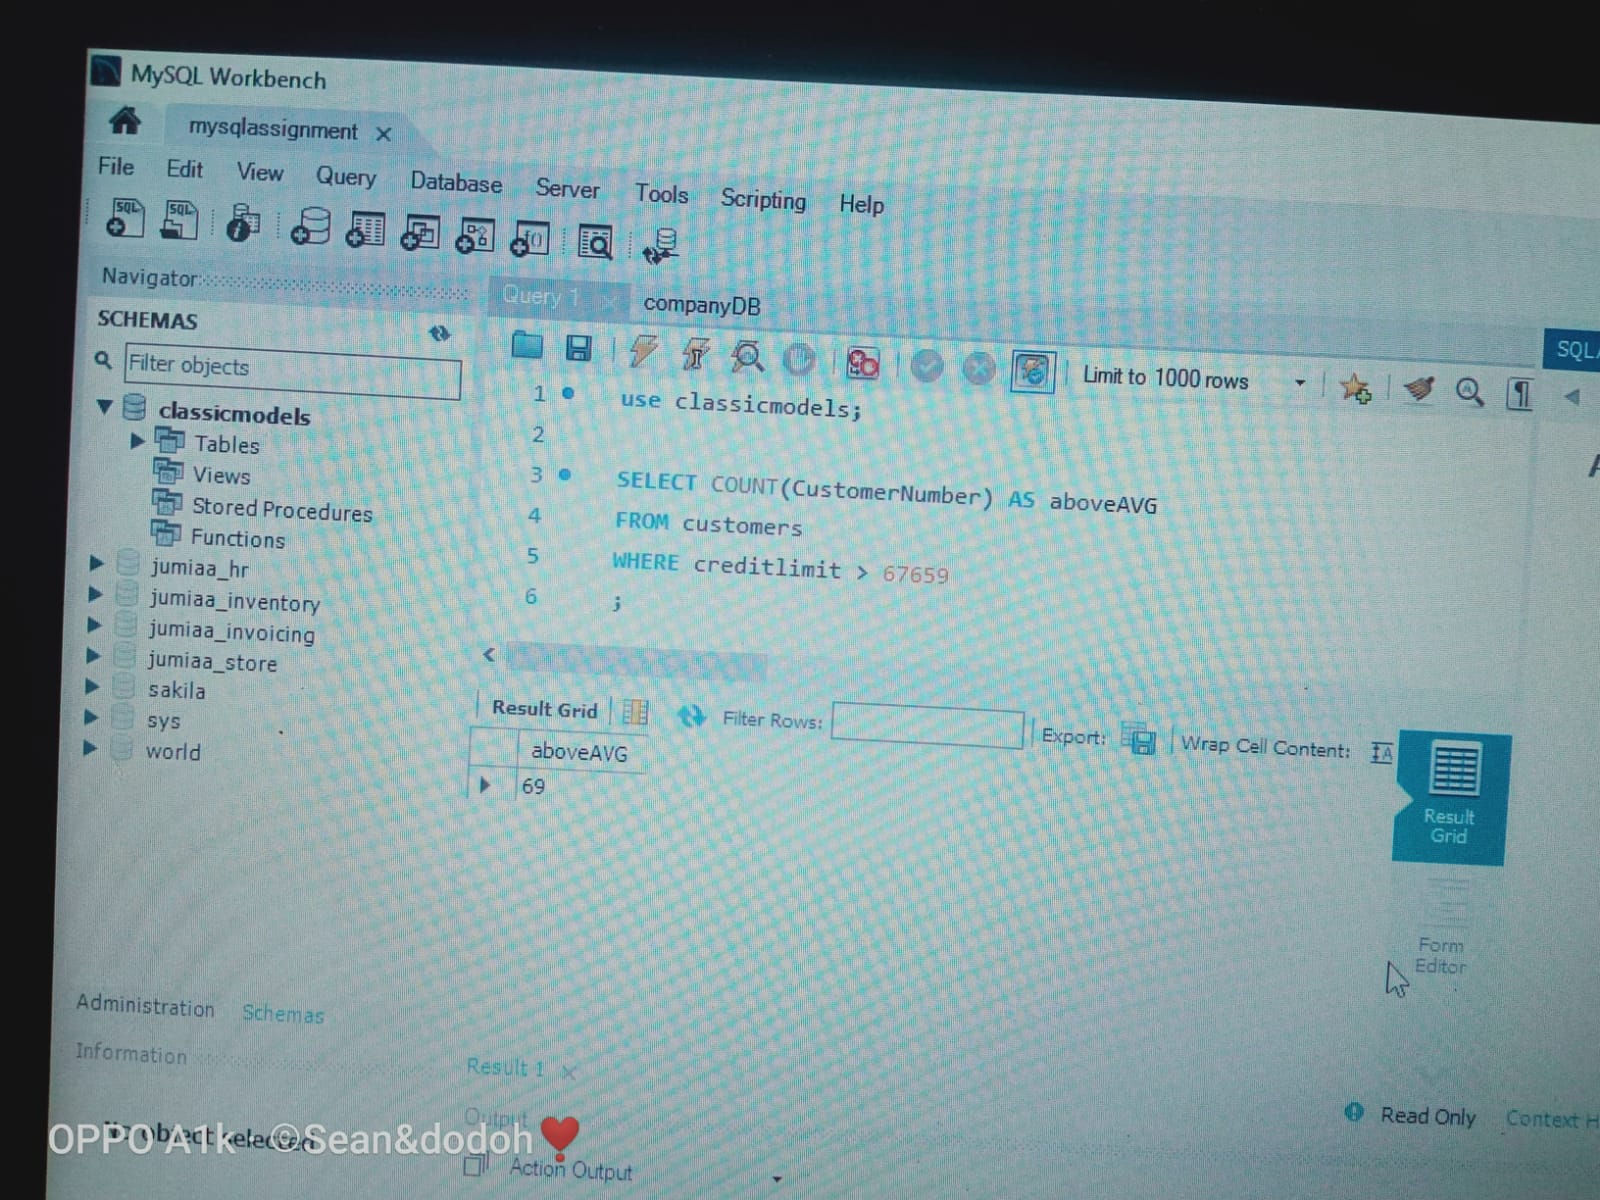 MySQL Workbench
mysqlassignment
File Edit View Query Database Server Tools Scripting Help
Navigator
Query 1 companyDB
SCHEMAS
SQL
Filter objects
Limit to 1000 rows
classicmodels
Tables
Views
Stored Procedures
Functions
jumiaa_hr
jumiaa_inventory
jumiaa_invoicing
jumiaa_store
sakila
sys
world
1 use classicmodels;
2
3 SELECT COUNT(CustomerNumber) AS aboveAVG
4 FROM customers
5 WHERE creditlimit > 67659
6 ;
Result Grid Filter Rows: Export: Wrap Cell Content:
aboveAVG
69
Result
Grid
Form
Editor
Administration Schemas
Information
Result 1
Read Only Context H
Output
No object selected
Action Output
OPPO A1k ©Sean&dodoh